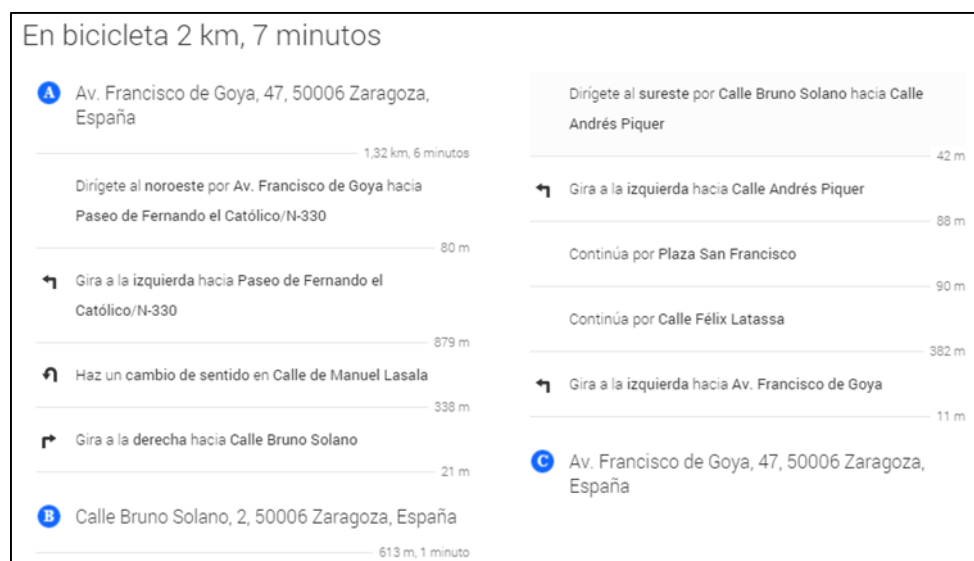 En bicicleta 2 km, 7 minutos
A
Av. Francisco de Goya, 47, 50006 Zaragoza,
España
1,32 km, 6 minutos
Dirígete al noroeste por Av. Francisco de Goya hacia
Paseo de Fernando el Católico/N-330
80 m
Gira a la izquierda hacia Paseo de Fernando el
Católico/N-330
879 m
Haz un cambio de sentido en Calle de Manuel Lasala
338 m
Gira a la derecha hacia Calle Bruno Solano
21 m
B
Calle Bruno Solano, 2, 50006 Zaragoza, España
613 m, 1 minuto
Dirígete al sureste por Calle Bruno Solano hacia Calle
Andrés Piquer
42 m
Gira a la izquierda hacia Calle Andrés Piquer
88 m
Continúa por Plaza San Francisco
90 m
Continúa por Calle Félix Latassa
382 m
Gira a la izquierda hacia Av. Francisco de Goya
11 m
C
Av. Francisco de Goya, 47, 50006 Zaragoza,
España